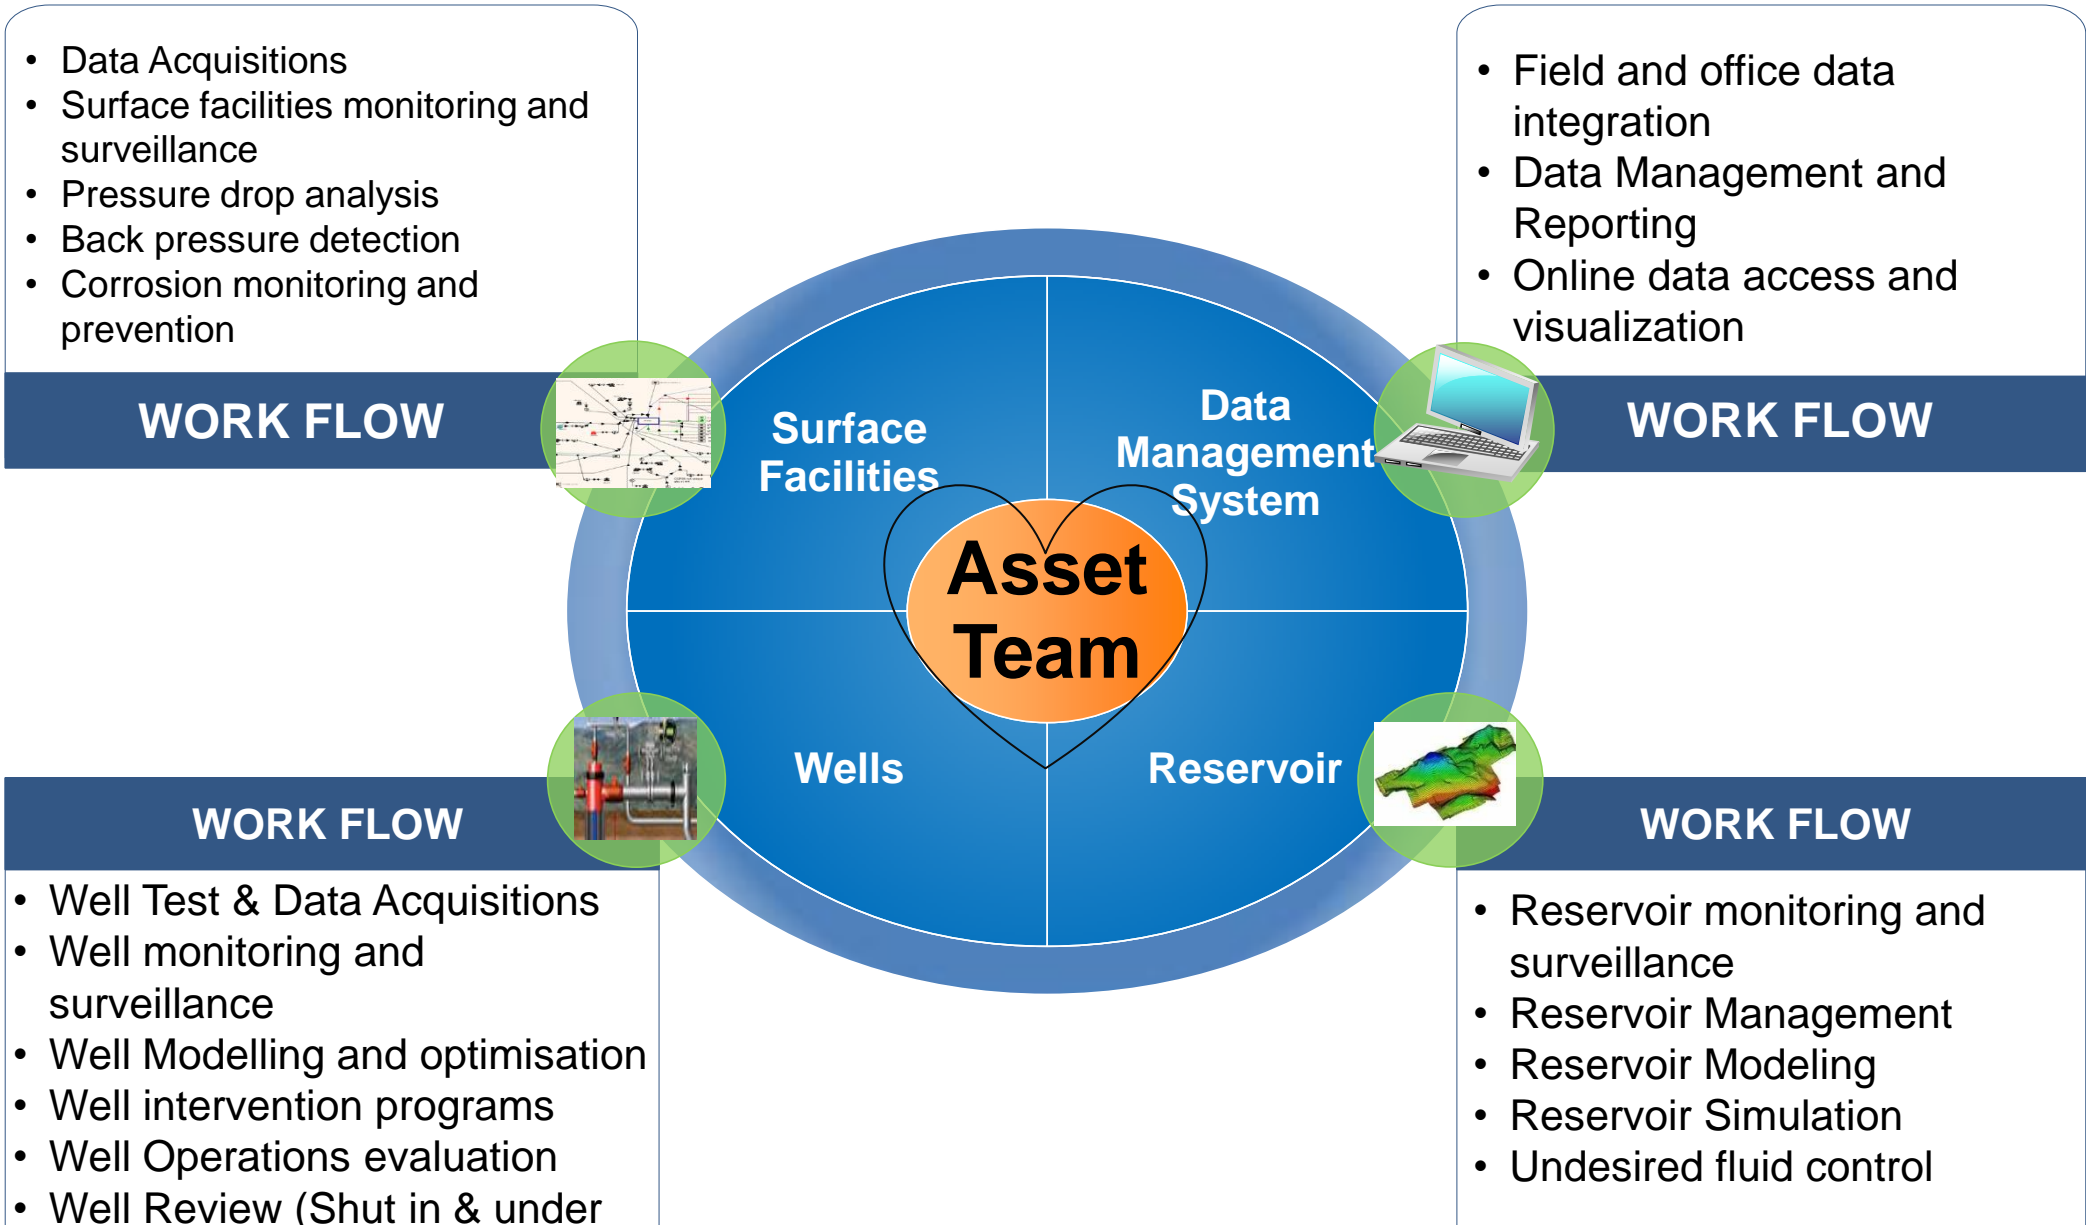 • Data Acquisitions
• Surface facilities monitoring and
surveillance
• Pressure drop analysis
• Back pressure detection
• Corrosion monitoring and
prevention
WORK FLOW
• Field and office data
integration
• Data Management and
Reporting
• Online data access and
visualization
WORK FLOW
Surface
Facilities
Data
Management
System
Asset
Team
Wells
Reservoir
WORK FLOW
• Well Test & Data Acquisitions
• Well monitoring and
surveillance
• Well Modelling and optimisation
• Well intervention programs
• Well Operations evaluation
• Well Review (Shut in & under
WORK FLOW
• Reservoir monitoring and
surveillance
• Reservoir Management
• Reservoir Modeling
• Reservoir Simulation
• Undesired fluid control